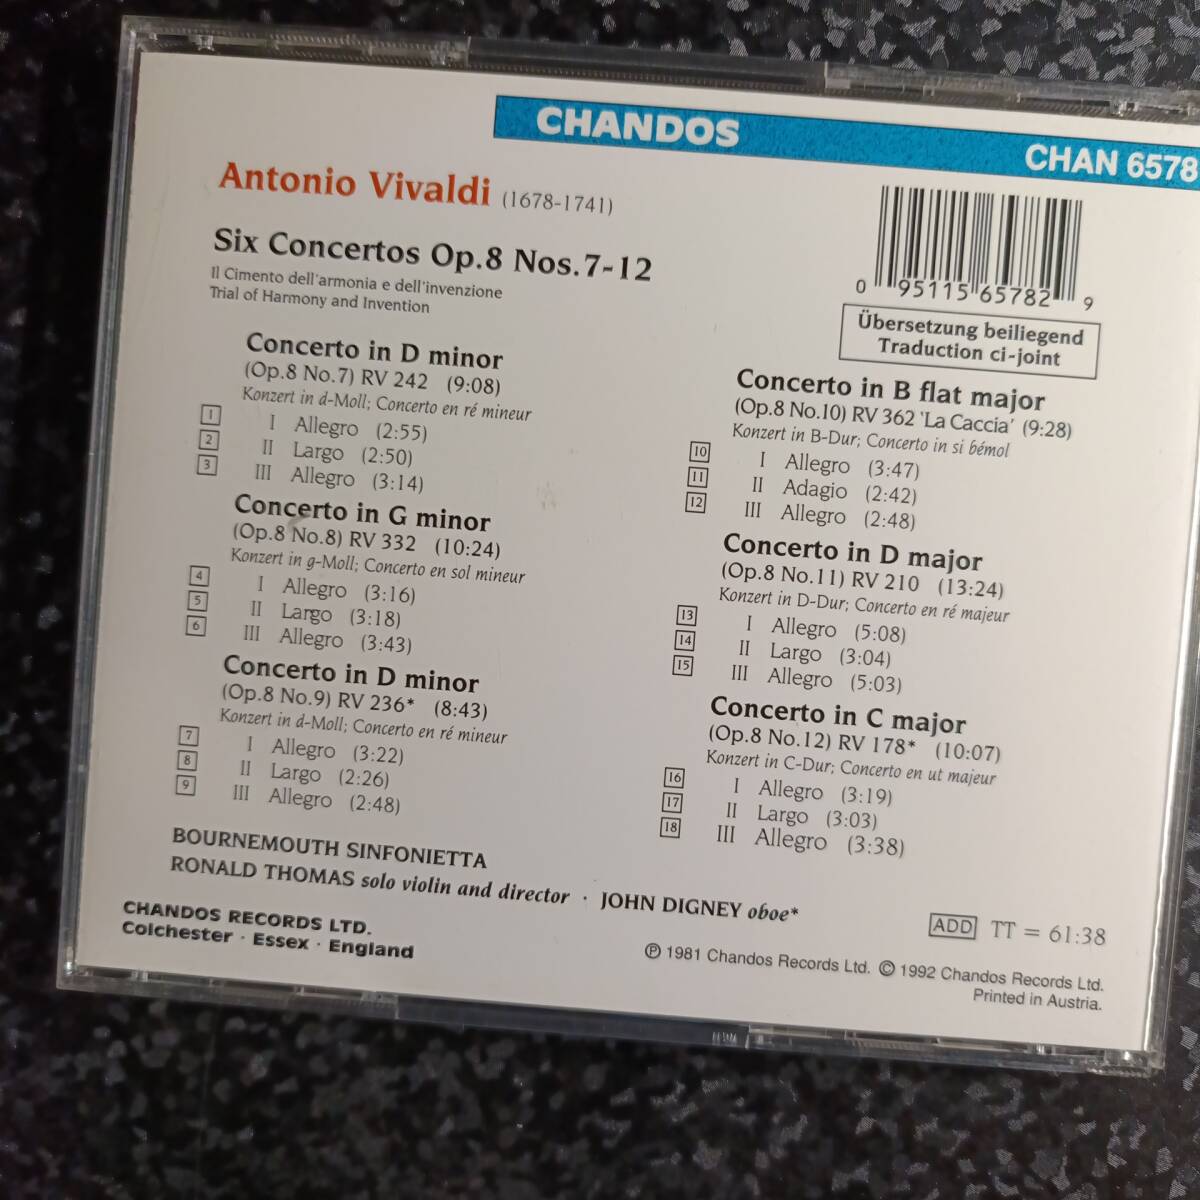 CHANDOS
CHAN 6578
Antonio Vivaldi (1678-1741)
Six Concertos Op.8 Nos.7-12
Il Cimento dell'armonia e dell'invenzione
Trial of Harmony and Invention
0 95115 65782 9
Übersetzung beiliegend
Traduction ci-joint
Concerto in D minor
(Op.8 No.7) RV 242 (9:08)
Konzert in d-Moll; Concerto en ré mineur
1 I Allegro (2:55)
2 II Largo (2:50)
3 III Allegro (3:14)
Concerto in G minor
(Op.8 No.8) RV 332 (10:24)
Konzert in g-Moll; Concerto en sol mineur
4 I Allegro (3:16)
5 II Largo (3:18)
6 III Allegro (3:43)
Concerto in D minor
(Op.8 No.9) RV 236* (8:43)
Konzert in d-Moll; Concerto en ré mineur
7 I Allegro (3:22)
8 II Largo (2:26)
9 III Allegro (2:48)
Concerto in B flat major
(Op.8 No.10) RV 362 'La Caccia' (9:28)
Konzert in B-Dur; Concerto in si bémol
10 I Allegro (3:47)
11 II Adagio (2:42)
12 III Allegro (2:48)
Concerto in D major
(Op.8 No.11) RV 210 (13:24)
Konzert in D-Dur; Concerto en ré majeur
13 I Allegro (5:08)
14 II Largo (3:04)
15 III Allegro (5:03)
Concerto in C major
(Op.8 No.12) RV 178* (10:07)
Konzert in C-Dur; Concerto en ut majeur
16 I Allegro (3:19)
17 II Largo (3:03)
18 III Allegro (3:38)
BOURNEMOUTH SINFONIETTA
RONALD THOMAS solo violin and director · JOHN DIGNEY oboe*
CHANDOS RECORDS LTD.
Colchester · Essex · England
ADD TT = 61:38
℗ 1981 Chandos Records Ltd. © 1992 Chandos Records Ltd.
Printed in Austria.